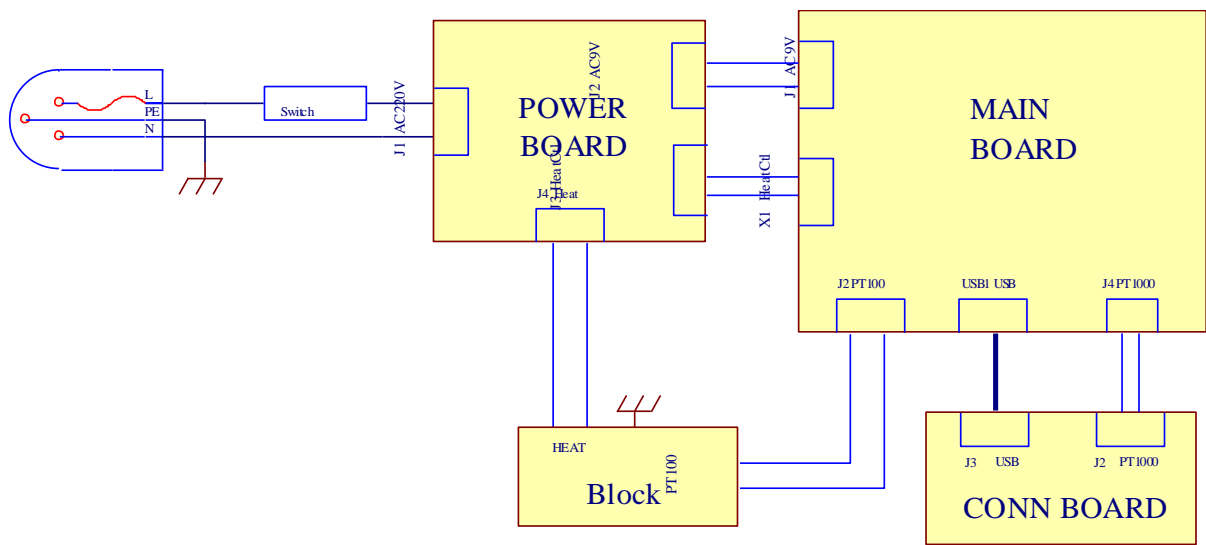 L
PE
N
Switch
J1 AC220V
POWER
BOARD
J2 AC9V
J3 HeatCtl
J4 Heat
J1 AC9V
X1 HeatCtl
MAIN
BOARD
J2 PT100
USB1 USB
J4 PT1000
HEAT
PT100
Block
J3 USB
J2 PT1000
CONN BOARD